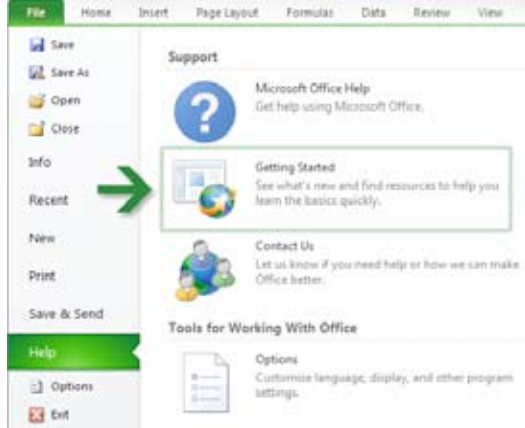 File Home Insert Page Layout Formulas Data Review View
Save
Save As
Open
Close
Info
Recent
New
Print
Save & Send
Help
Options
Exit
Support
Microsoft Office Help
Get help using Microsoft Office.
Getting Started
See what's new and find resources to help you
learn the basics quickly.
Contact Us
Let us know if you need help or how we can make
Office better.
Tools for Working With Office
Options
Customize language, display, and other program
settings.